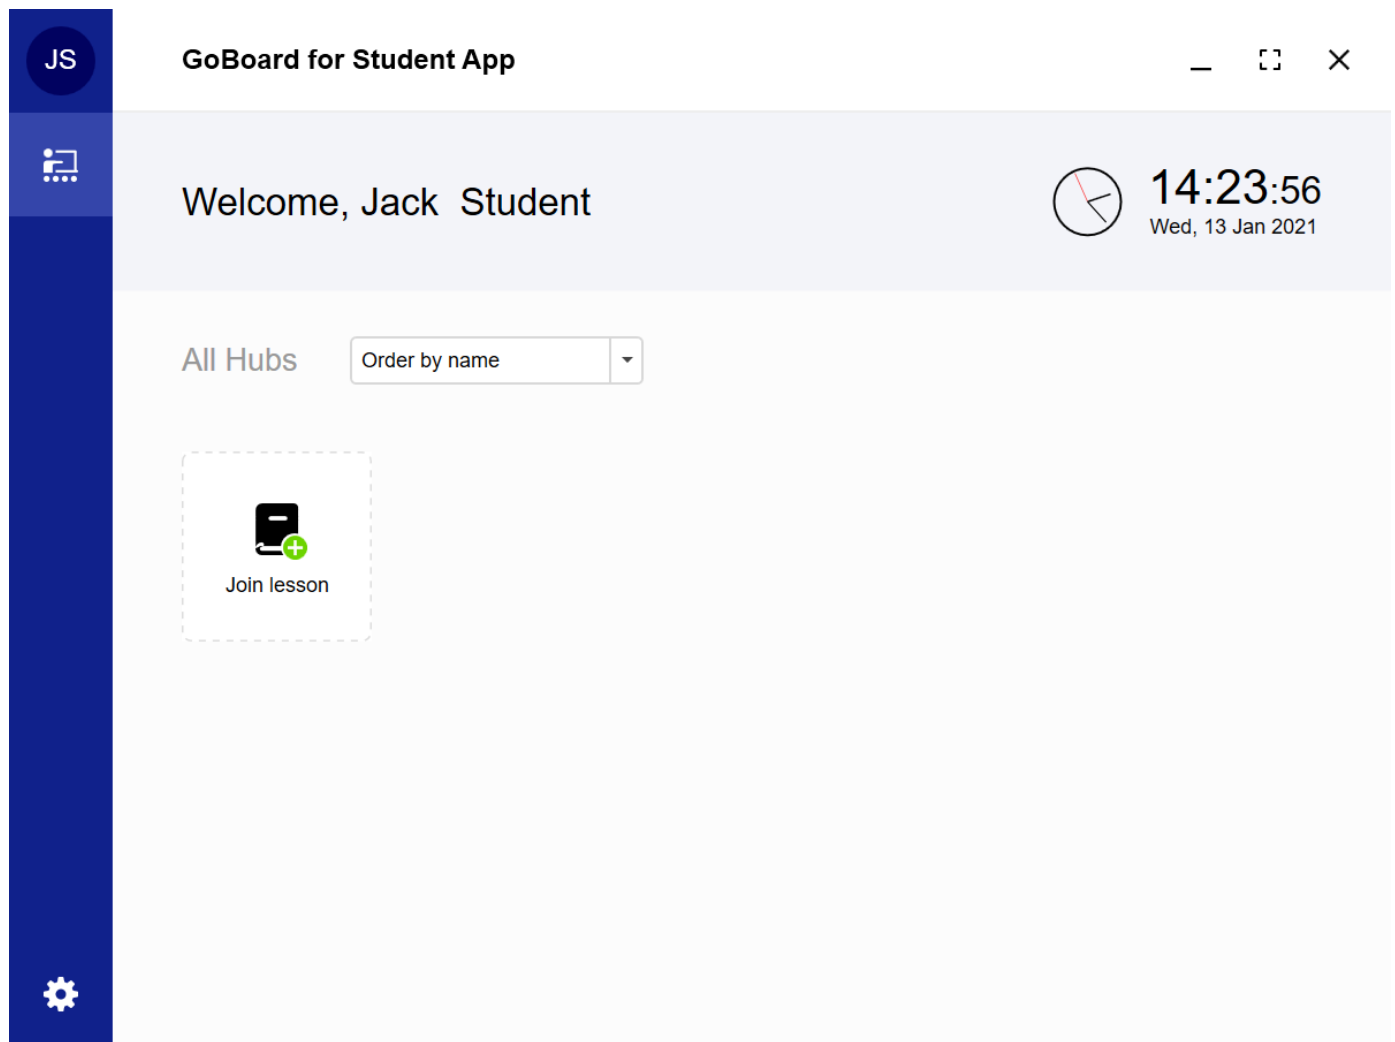 JS
GoBoard for Student App
Welcome, Jack  Student
14:23:56
Wed, 13 Jan 2021
All Hubs
Order by name
Join lesson